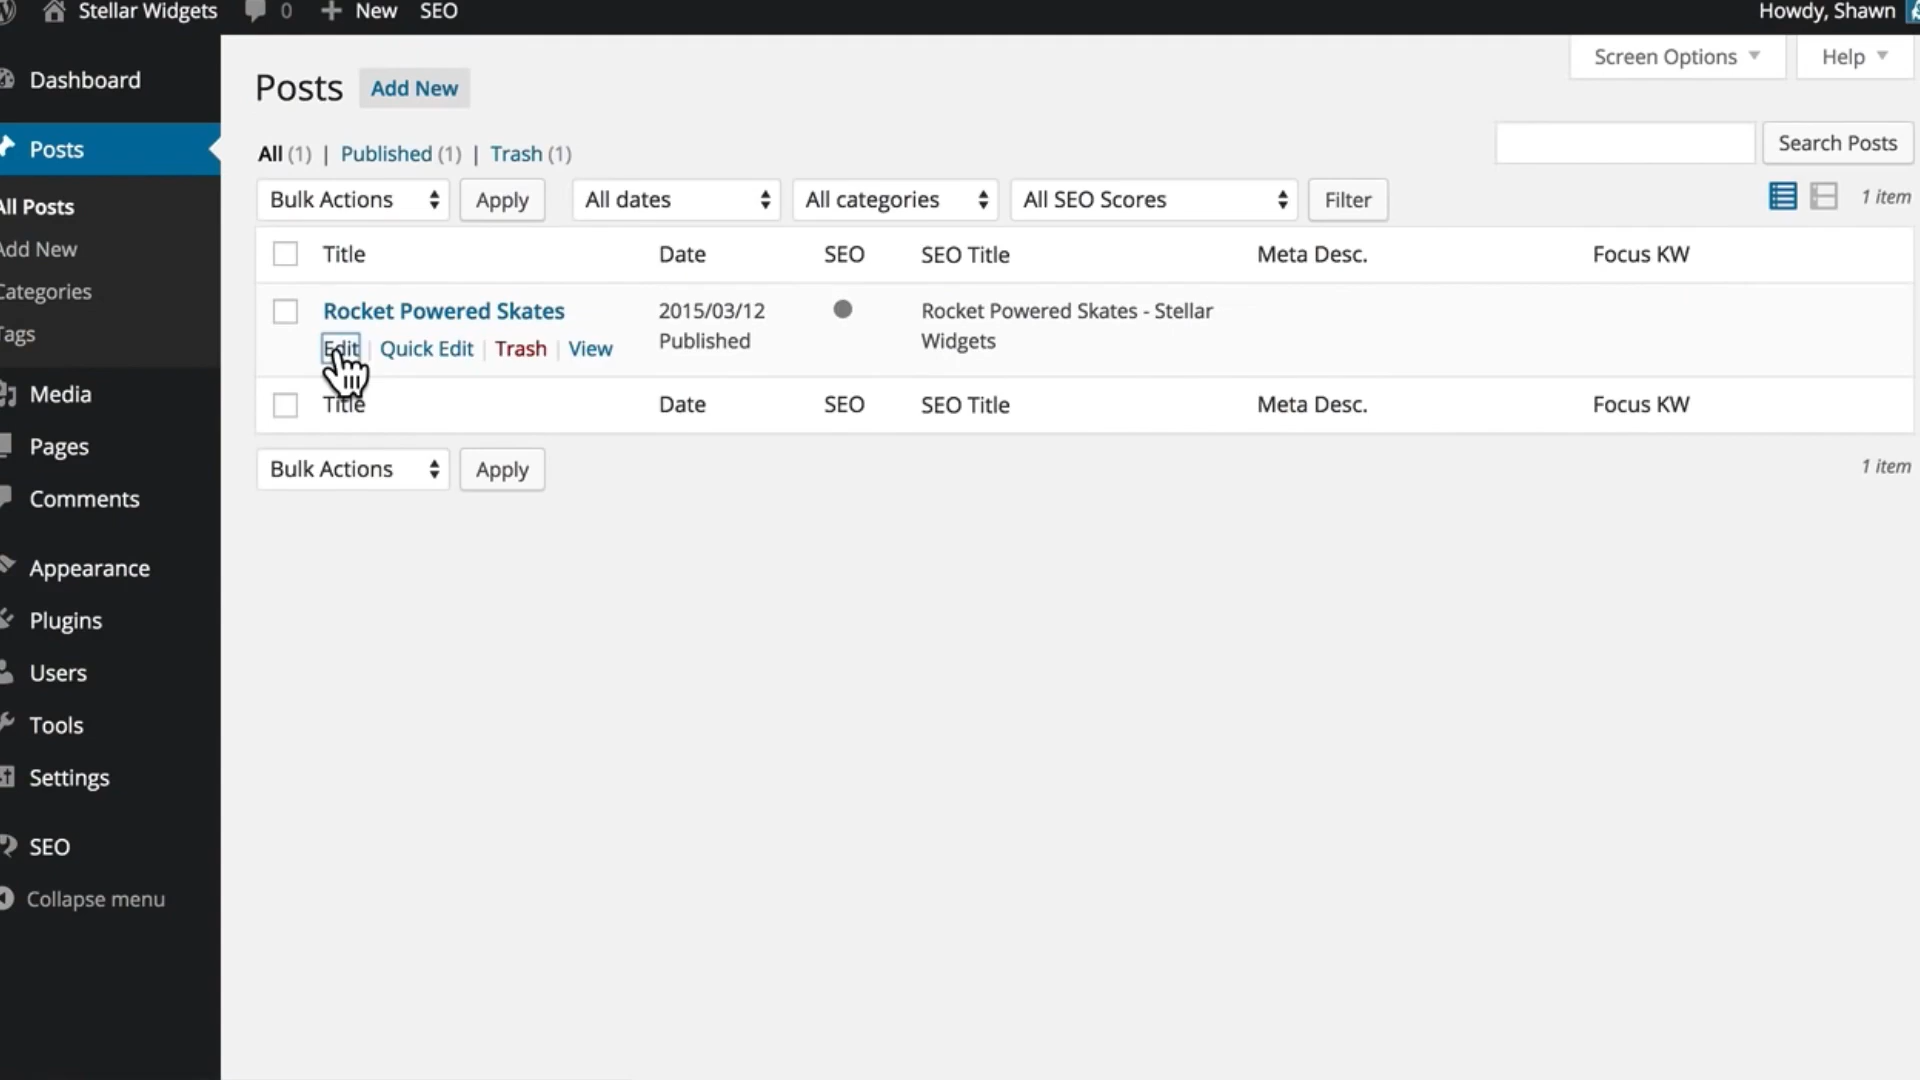 Stellar Widgets 0 New SEO Howdy, Shawn
Screen Options Help
Dashboard
Posts
All Posts
Add New
Categories
Tags
Media
Pages
Comments
Appearance
Plugins
Users
Tools
Settings
SEO
Collapse menu
Posts Add New
All (1) | Published (1) | Trash (1)
Search Posts
Bulk Actions Apply All dates All categories All SEO Scores Filter 1 item
Title Date SEO SEO Title Meta Desc. Focus KW
Rocket Powered Skates 2015/03/12 Rocket Powered Skates - Stellar
Edit | Quick Edit | Trash | View Published Widgets
Title Date SEO SEO Title Meta Desc. Focus KW
Bulk Actions Apply 1 item